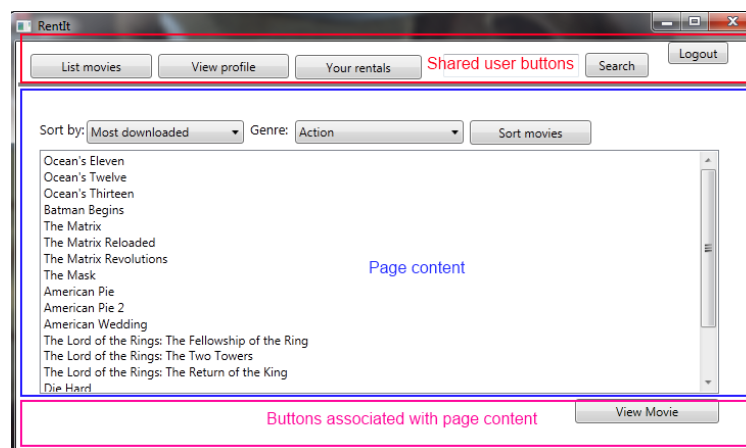 RentIt
Logout
List movies View profile Your rentals Shared user buttons Search
Sort by: Most downloaded Genre: Action Sort movies
Ocean's Eleven
Ocean's Twelve
Ocean's Thirteen
Batman Begins
The Matrix
The Matrix Reloaded
The Matrix Revolutions
The Mask
Page content
American Pie
American Pie 2
American Wedding
The Lord of the Rings: The Fellowship of the Ring
The Lord of the Rings: The Two Towers
The Lord of the Rings: The Return of the King
Die Hard
View Movie
Buttons associated with page content